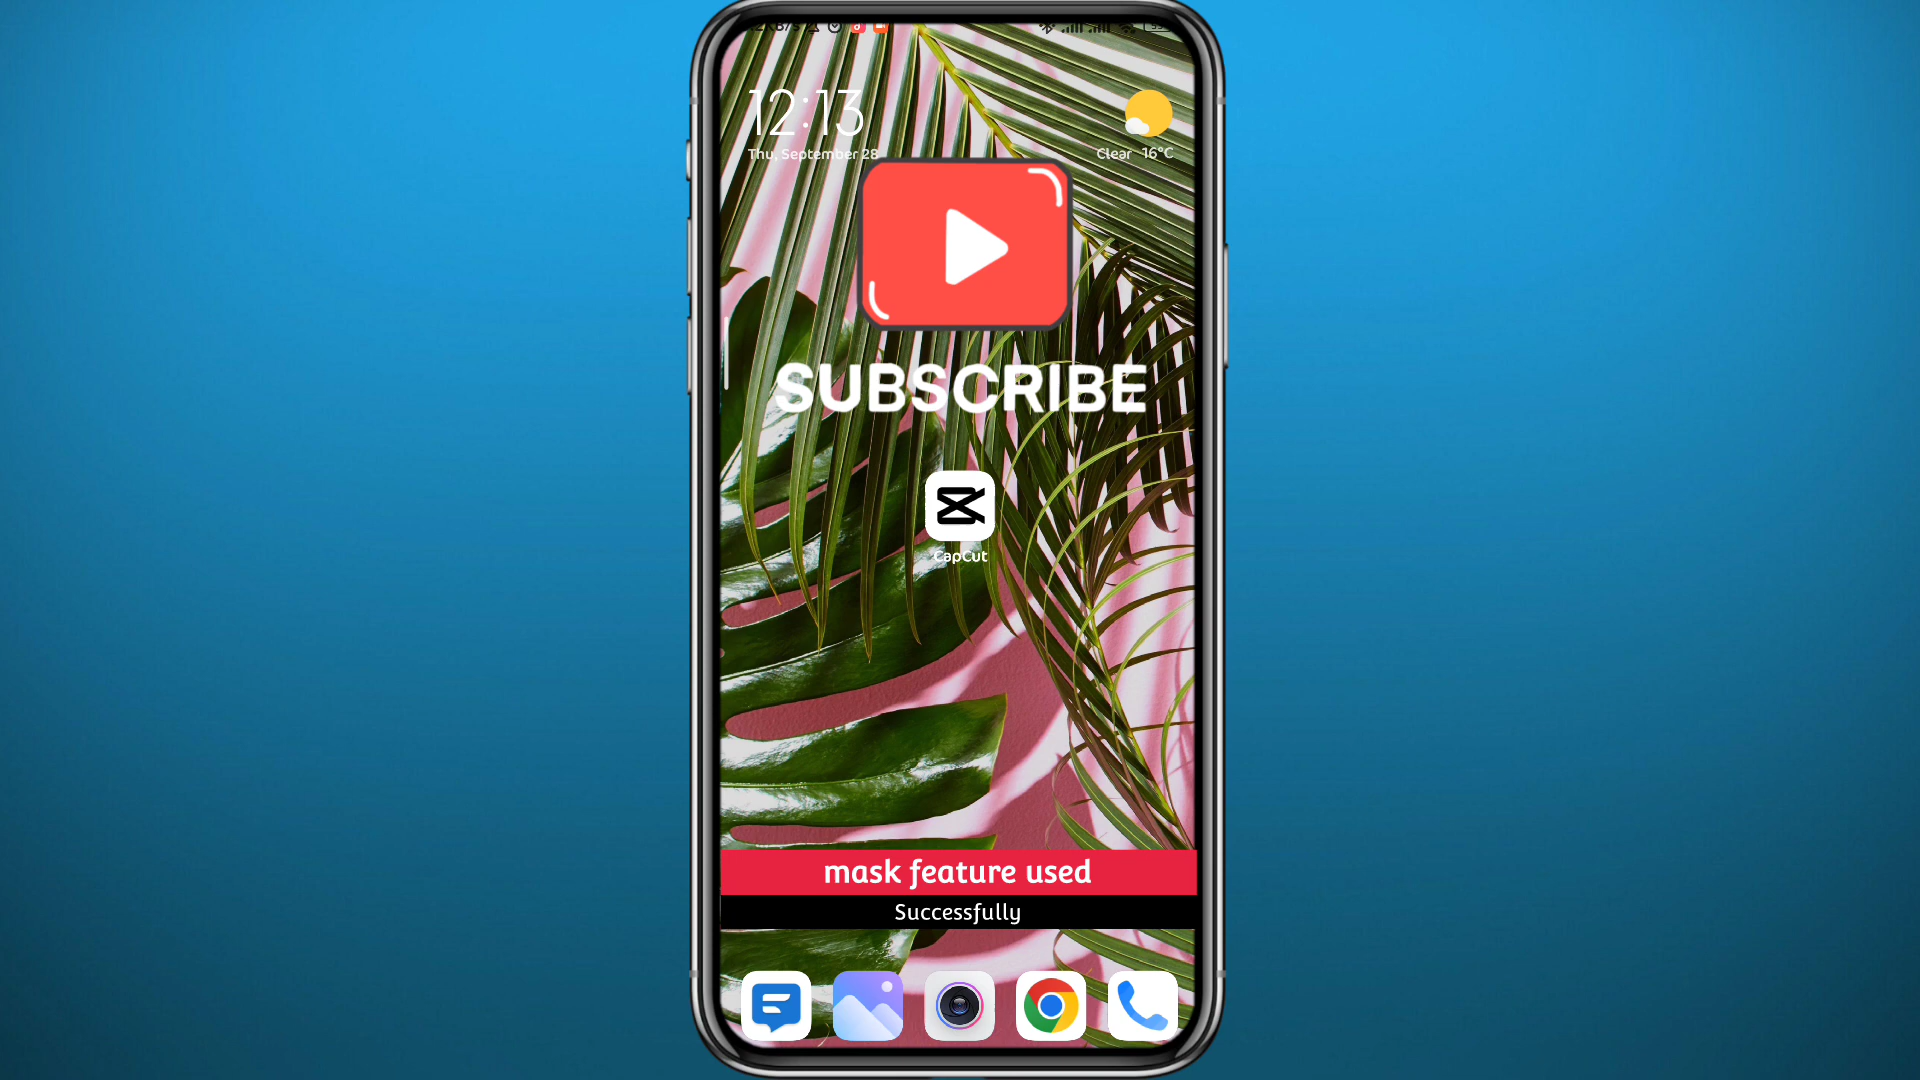 12:13
Thu, September 28
Clear 16°C
SUBSCRIBE
CapCut
mask feature used
Successfully